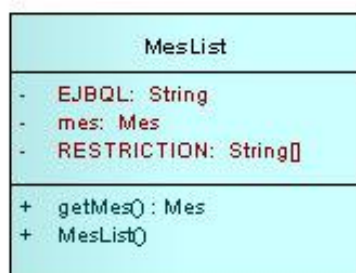 MesList
- EJBQL: String
- mes: Mes
- RESTRICTION: String[]
+ getMes() : Mes
+ MesList()